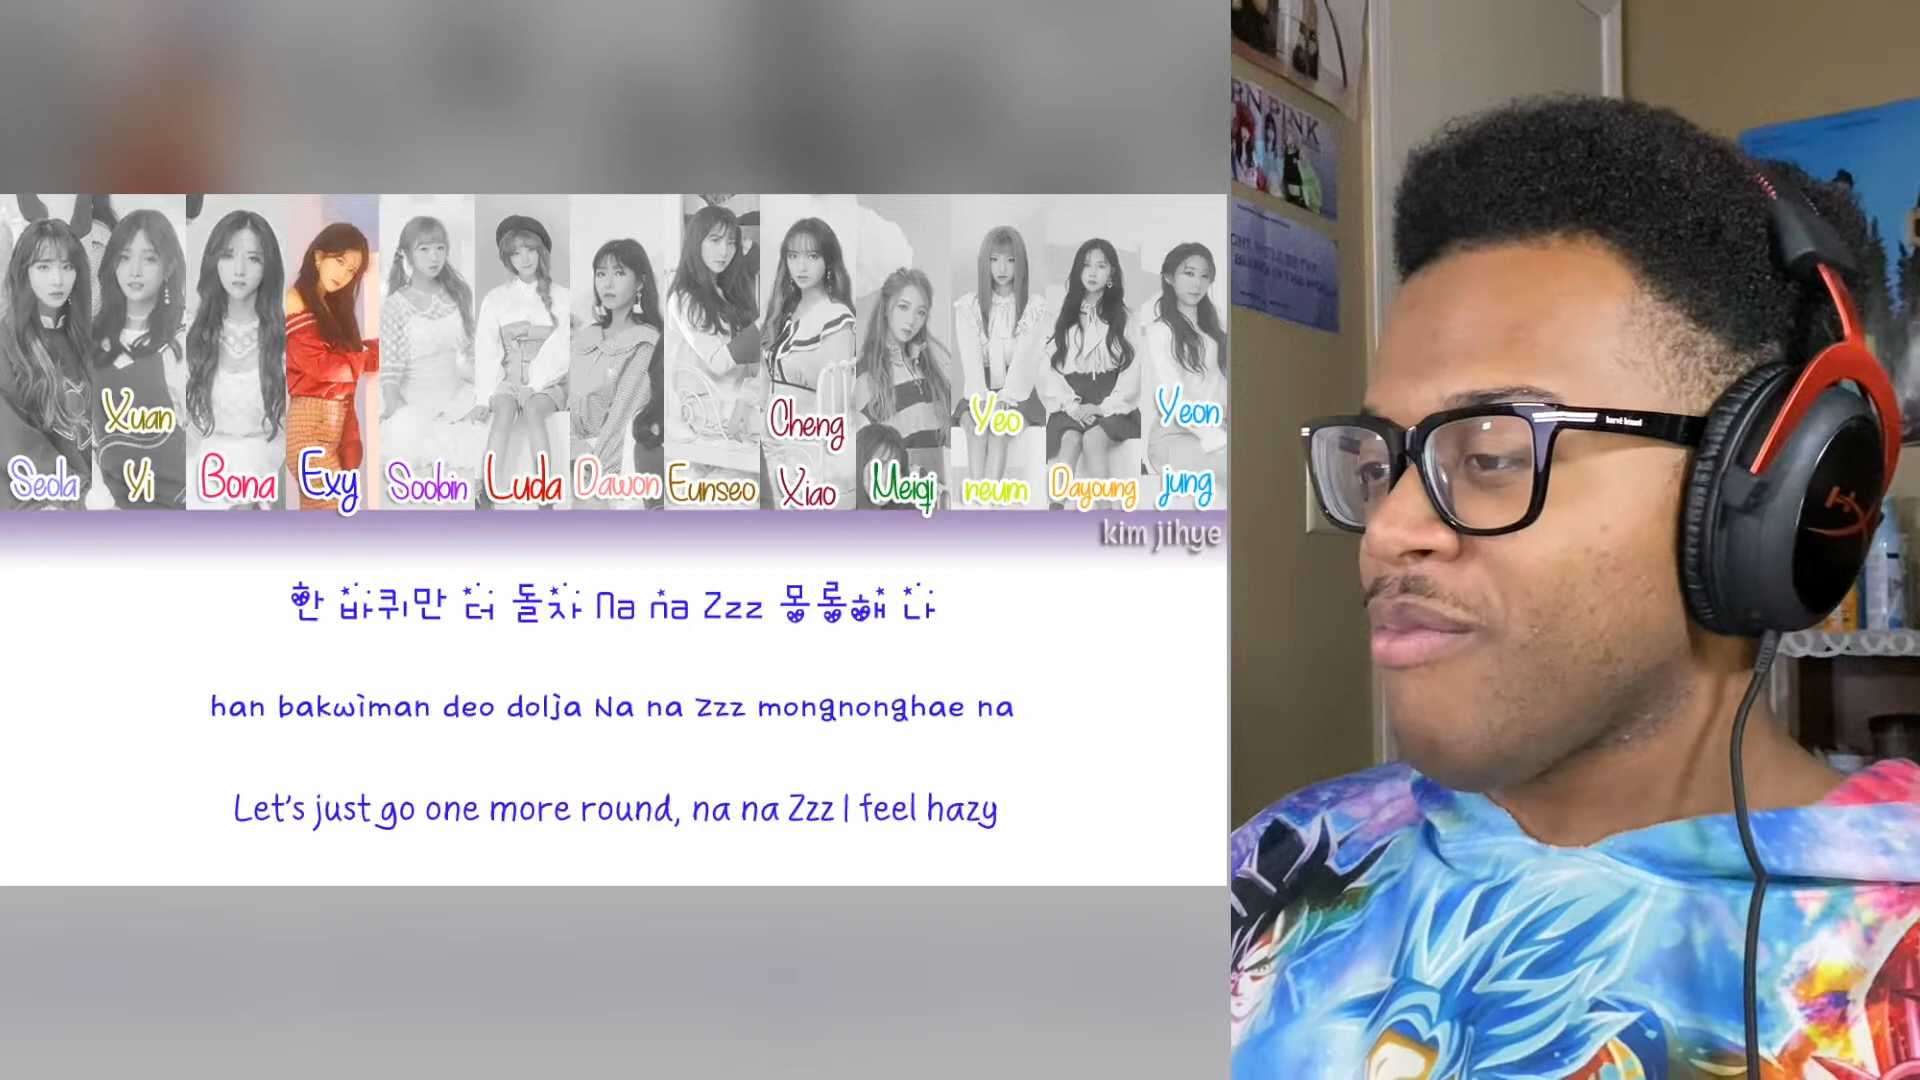 Seola
Xuan
Yi
Bona
Exy
Soobin
Luda
Dawon
Eunseo
Cheng
Xiao
Meiqi
Yeo
reum
Dayoung
Yeon
jung
kim jihye
한 바퀴만 더 돌자 Na na Zzz 몽롱해 나
han bakwiman deo dolja Na na Zzz mongnonghae na
Let's just go one more round, na na Zzz I feel hazy
PINK